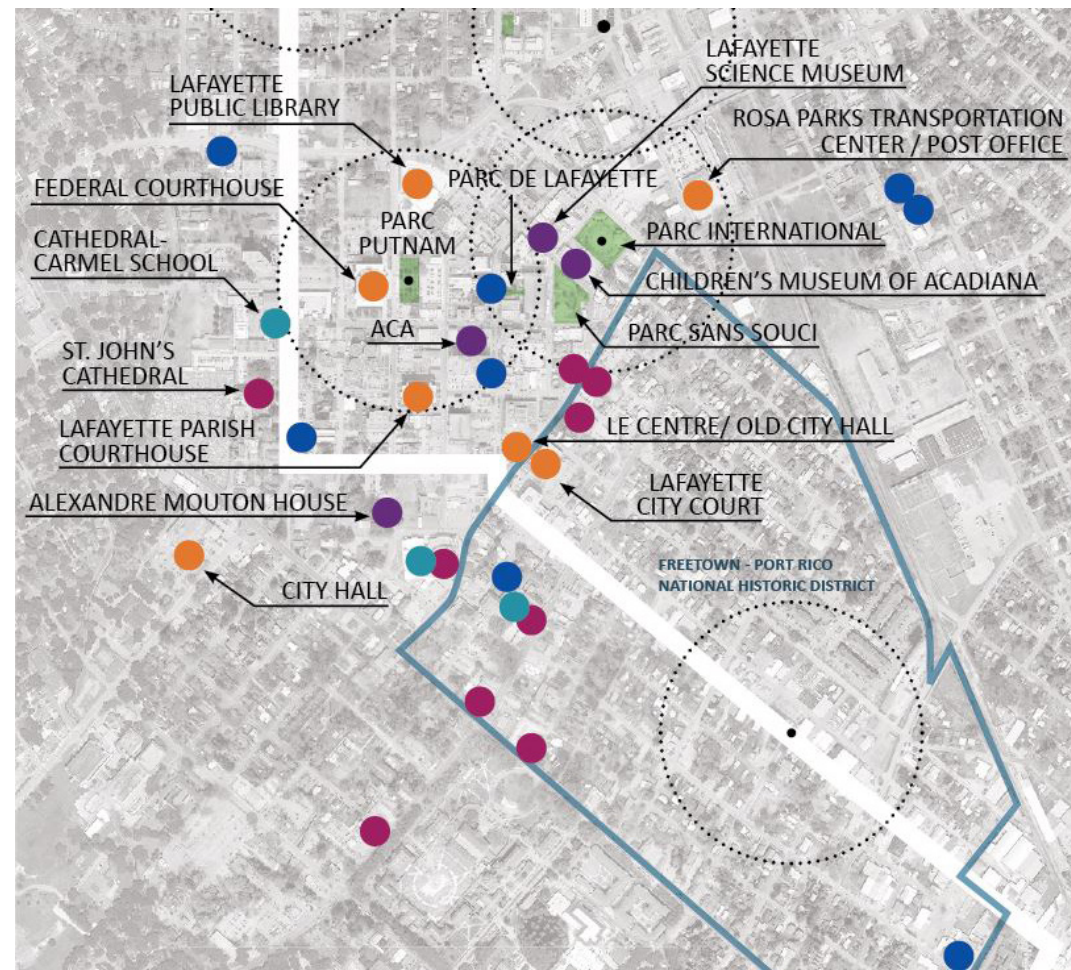 LAFAYETTE
SCIENCE MUSEUM
LAFAYETTE
PUBLIC LIBRARY
ROSA PARKS TRANSPORTATION
CENTER / POST OFFICE
FEDERAL COURTHOUSE
PARC DE LAFAYETTE
PARC
PUTNAM
PARC INTERNATIONAL
CATHEDRAL-
CARMEL SCHOOL
CHILDREN'S MUSEUM OF ACADIANA
ACA
PARC SANS SOUCI
ST. JOHN'S
CATHEDRAL
LAFAYETTE PARISH
COURTHOUSE
LE CENTRE/ OLD CITY HALL
LAFAYETTE
CITY COURT
ALEXANDRE MOUTON HOUSE
FREETOWN - PORT RICO
NATIONAL HISTORIC DISTRICT
CITY HALL